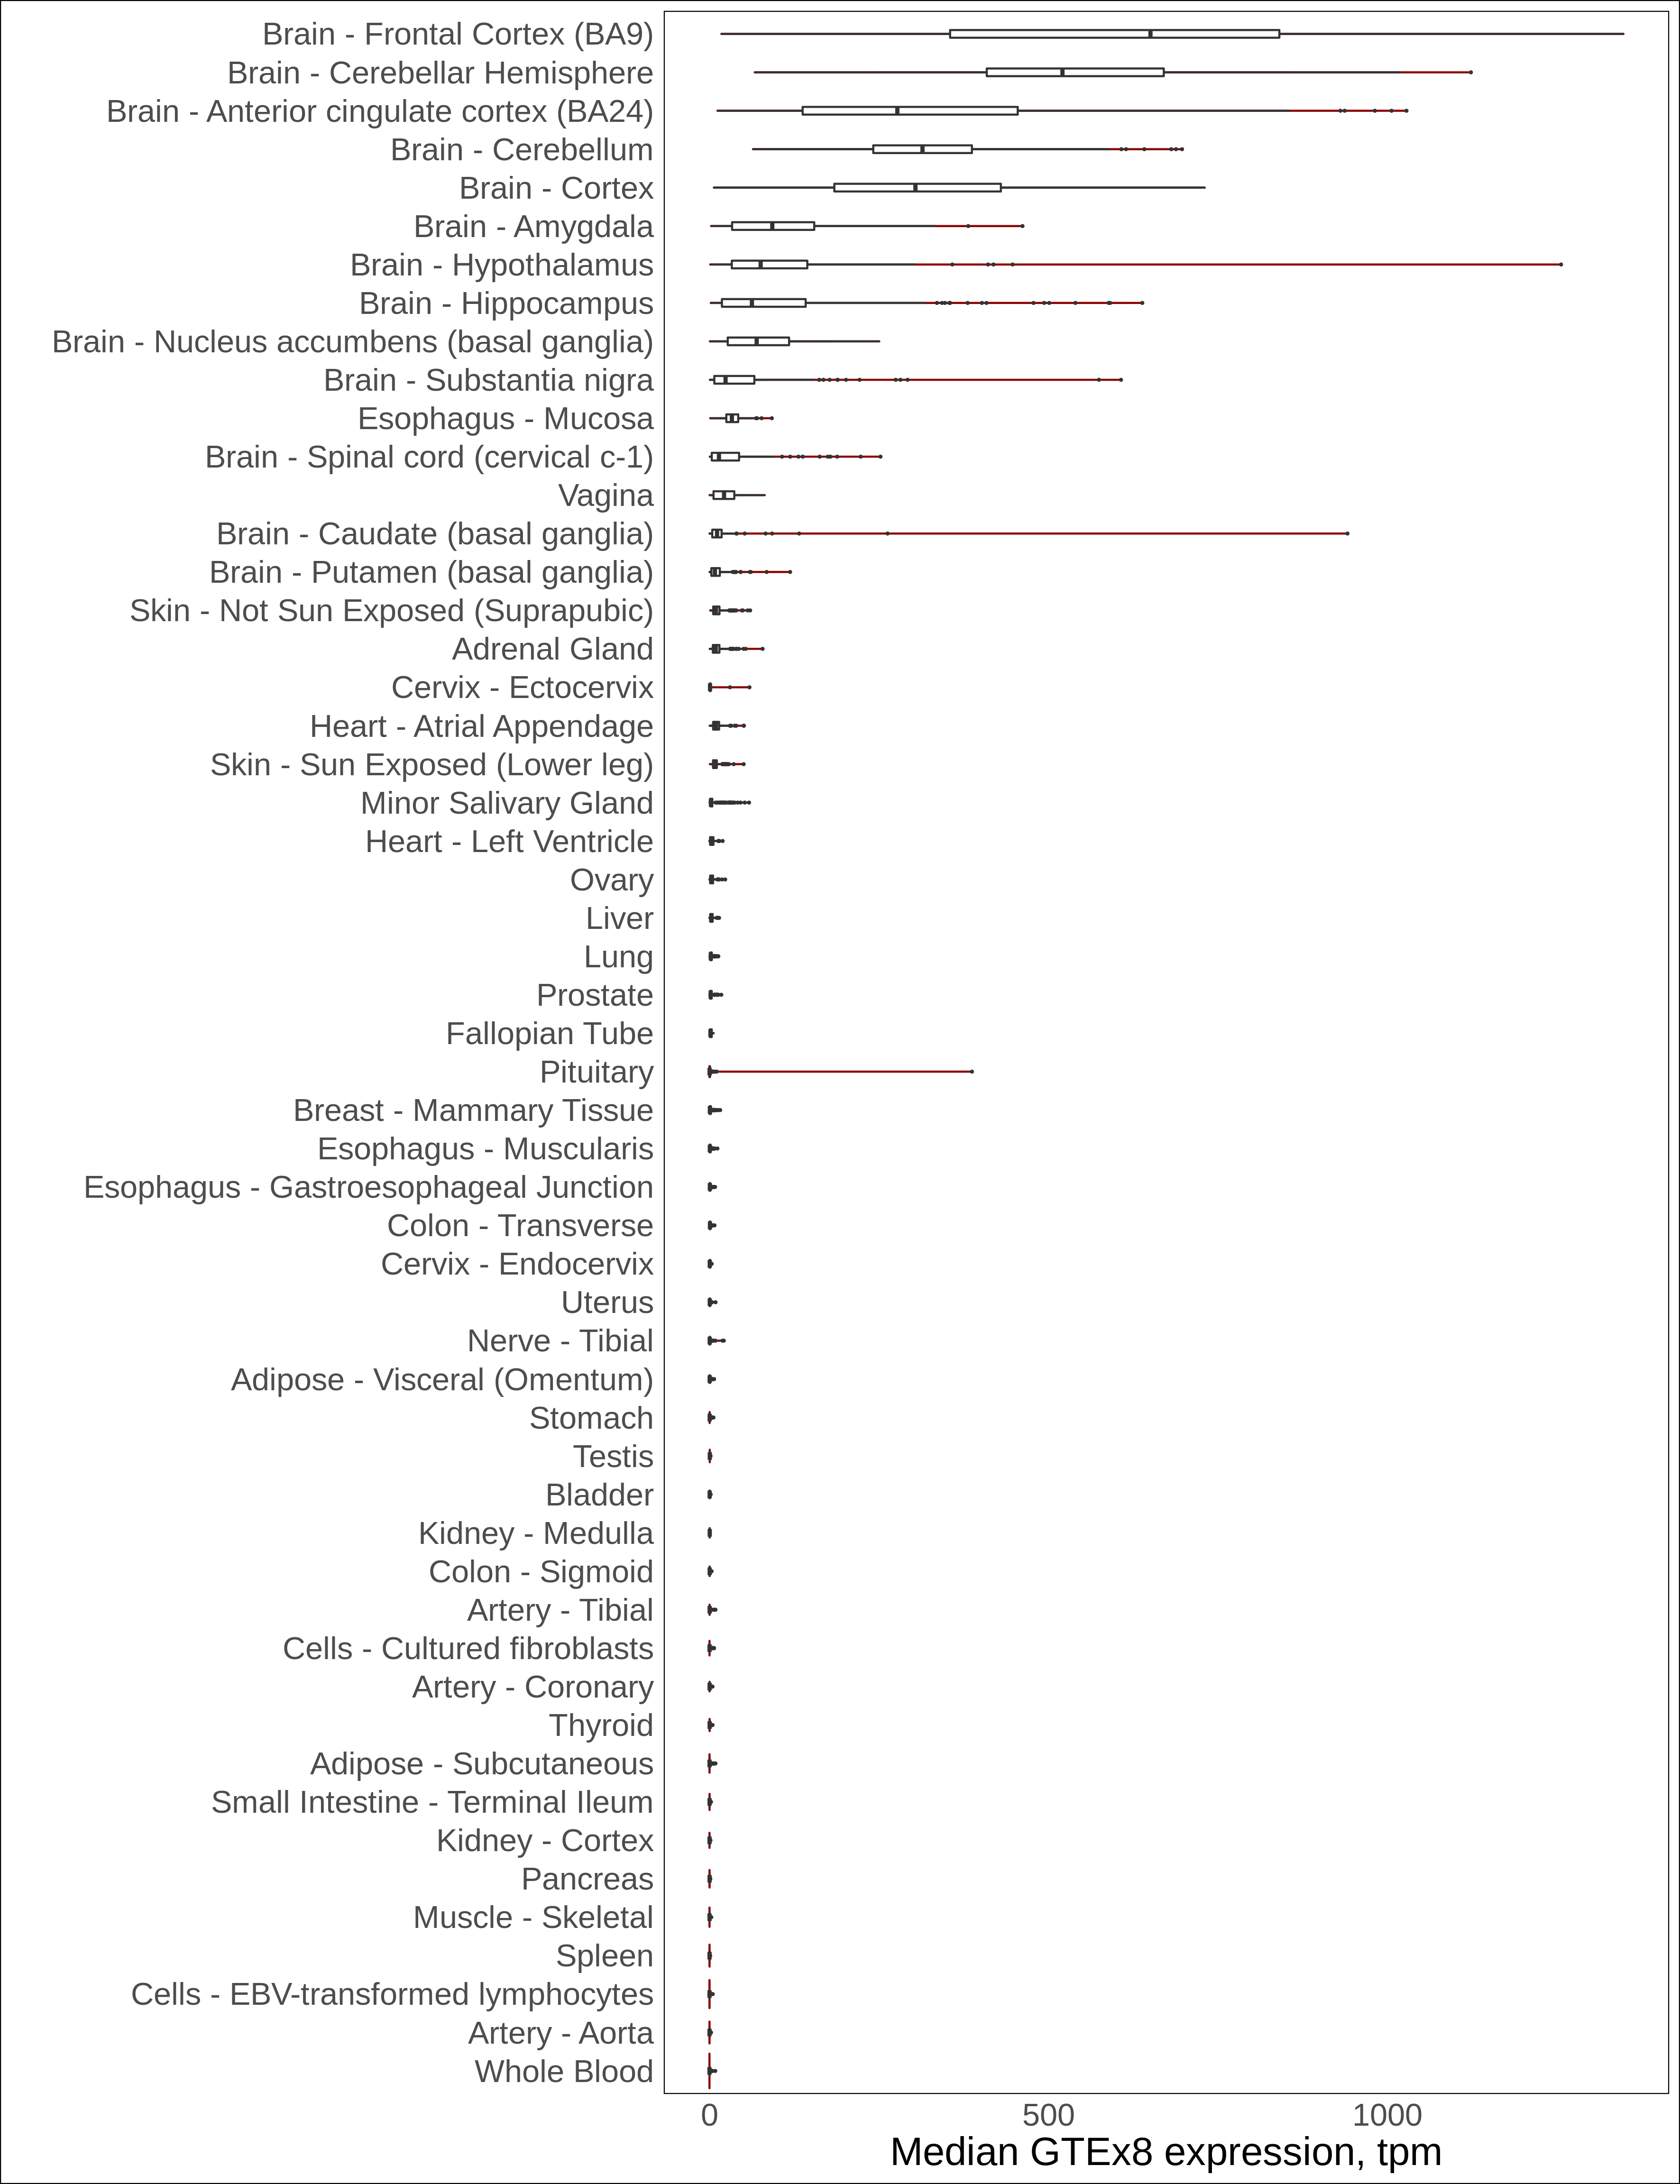 Brain - Frontal Cortex (BA9)
Brain - Cerebellar Hemisphere
Brain - Anterior cingulate cortex (BA24)
Brain - Cerebellum
Brain - Cortex
Brain - Amygdala
Brain - Hypothalamus
Brain - Hippocampus
Brain - Nucleus accumbens (basal ganglia)
Brain - Substantia nigra
Esophagus - Mucosa
Brain - Spinal cord (cervical c-1)
Vagina
Brain - Caudate (basal ganglia)
Brain - Putamen (basal ganglia)
Skin - Not Sun Exposed (Suprapubic)
Adrenal Gland
Cervix - Ectocervix
Heart - Atrial Appendage
Skin - Sun Exposed (Lower leg)
Minor Salivary Gland
Heart - Left Ventricle
Ovary
Liver
Lung
Prostate
Fallopian Tube
Pituitary
Breast - Mammary Tissue
Esophagus - Muscularis
Esophagus - Gastroesophageal Junction
Colon - Transverse
Cervix - Endocervix
Uterus
Nerve - Tibial
Adipose - Visceral (Omentum)
Stomach
Testis
Bladder
Kidney - Medulla
Colon - Sigmoid
Artery - Tibial
Cells - Cultured fibroblasts
Artery - Coronary
Thyroid
Adipose - Subcutaneous
Small Intestine - Terminal Ileum
Kidney - Cortex
Pancreas
Muscle - Skeletal
Spleen
Cells - EBV-transformed lymphocytes
Artery - Aorta
Whole Blood
0 500 1000
Median GTEx8 expression, tpm